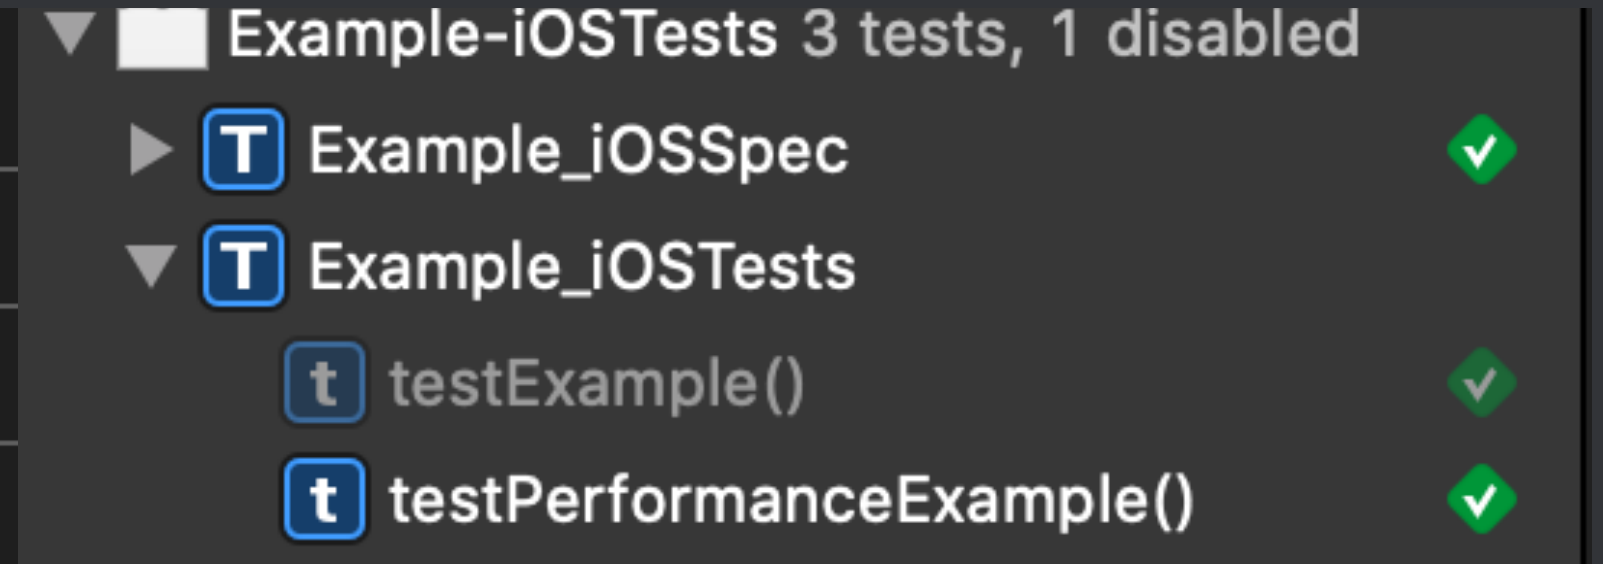 Example-iOSTests 3 tests, 1 disabled
T Example_iOSSpec
T Example_iOSTests
t testExample()
t testPerformanceExample()